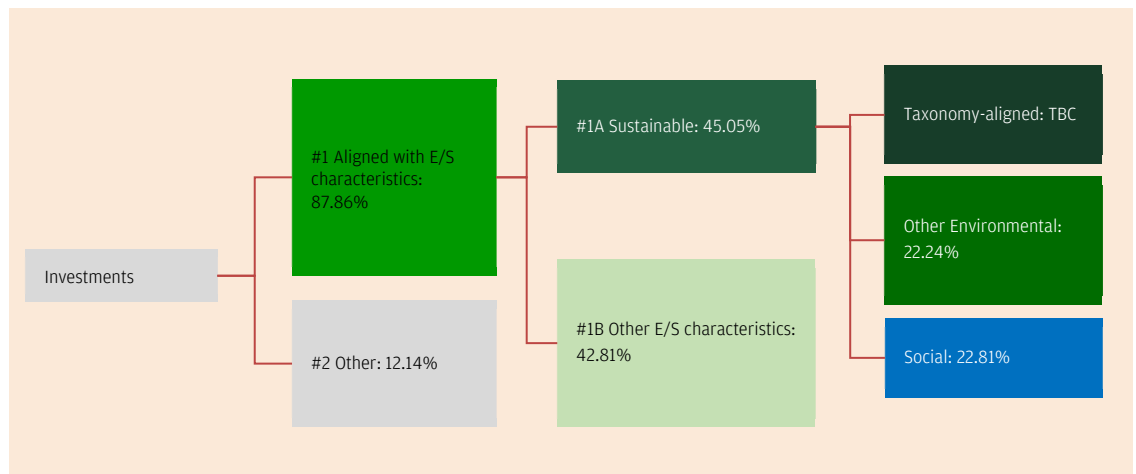 Investments
#1 Aligned with E/S
characteristics:
87.86%
#2 Other: 12.14%
#1A Sustainable: 45.05%
#1B Other E/S characteristics:
42.81%
Taxonomy-aligned: TBC
Other Environmental:
22.24%
Social: 22.81%